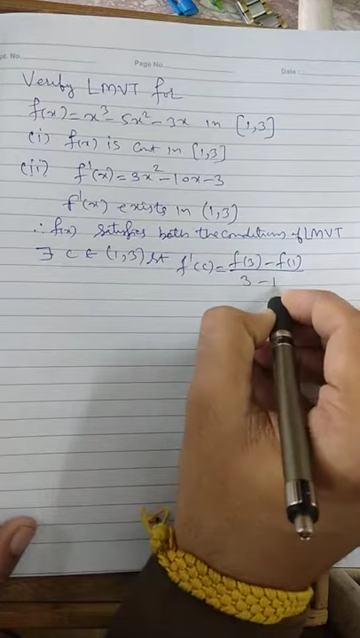 pt. No.
Page No.
Date:
Verify LMVT for
f(x)=x³-5x²-3x in [1,3]
(i) f(x) is cnt in [1,3]
(ii) f'(x)=3x²-10x-3
f'(x) exists in (1,3)
∴ f(x) satisfies both the conditions of LMVT
∃ c ∈ (1,3) st f'(c)=f(3)-f(1)
3-1